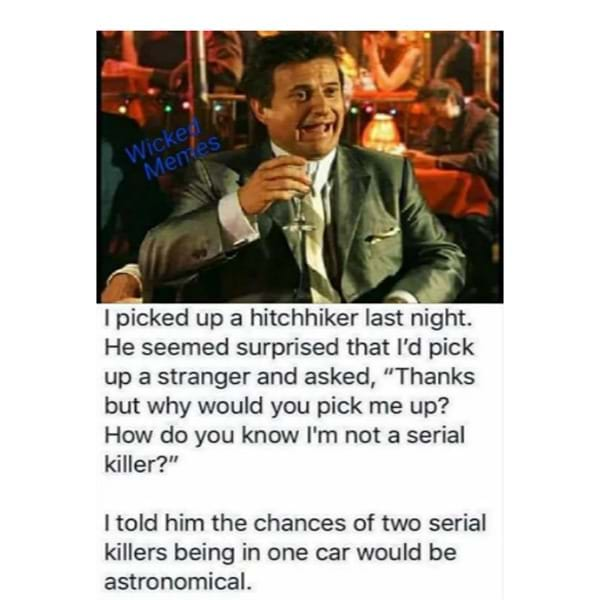 Wicked
Memes
I picked up a hitchhiker last night.
He seemed surprised that I’d pick
up a stranger and asked, “Thanks
but why would you pick me up?
How do you know I'm not a serial
killer?”
I told him the chances of two serial
killers being in one car would be
astronomical.